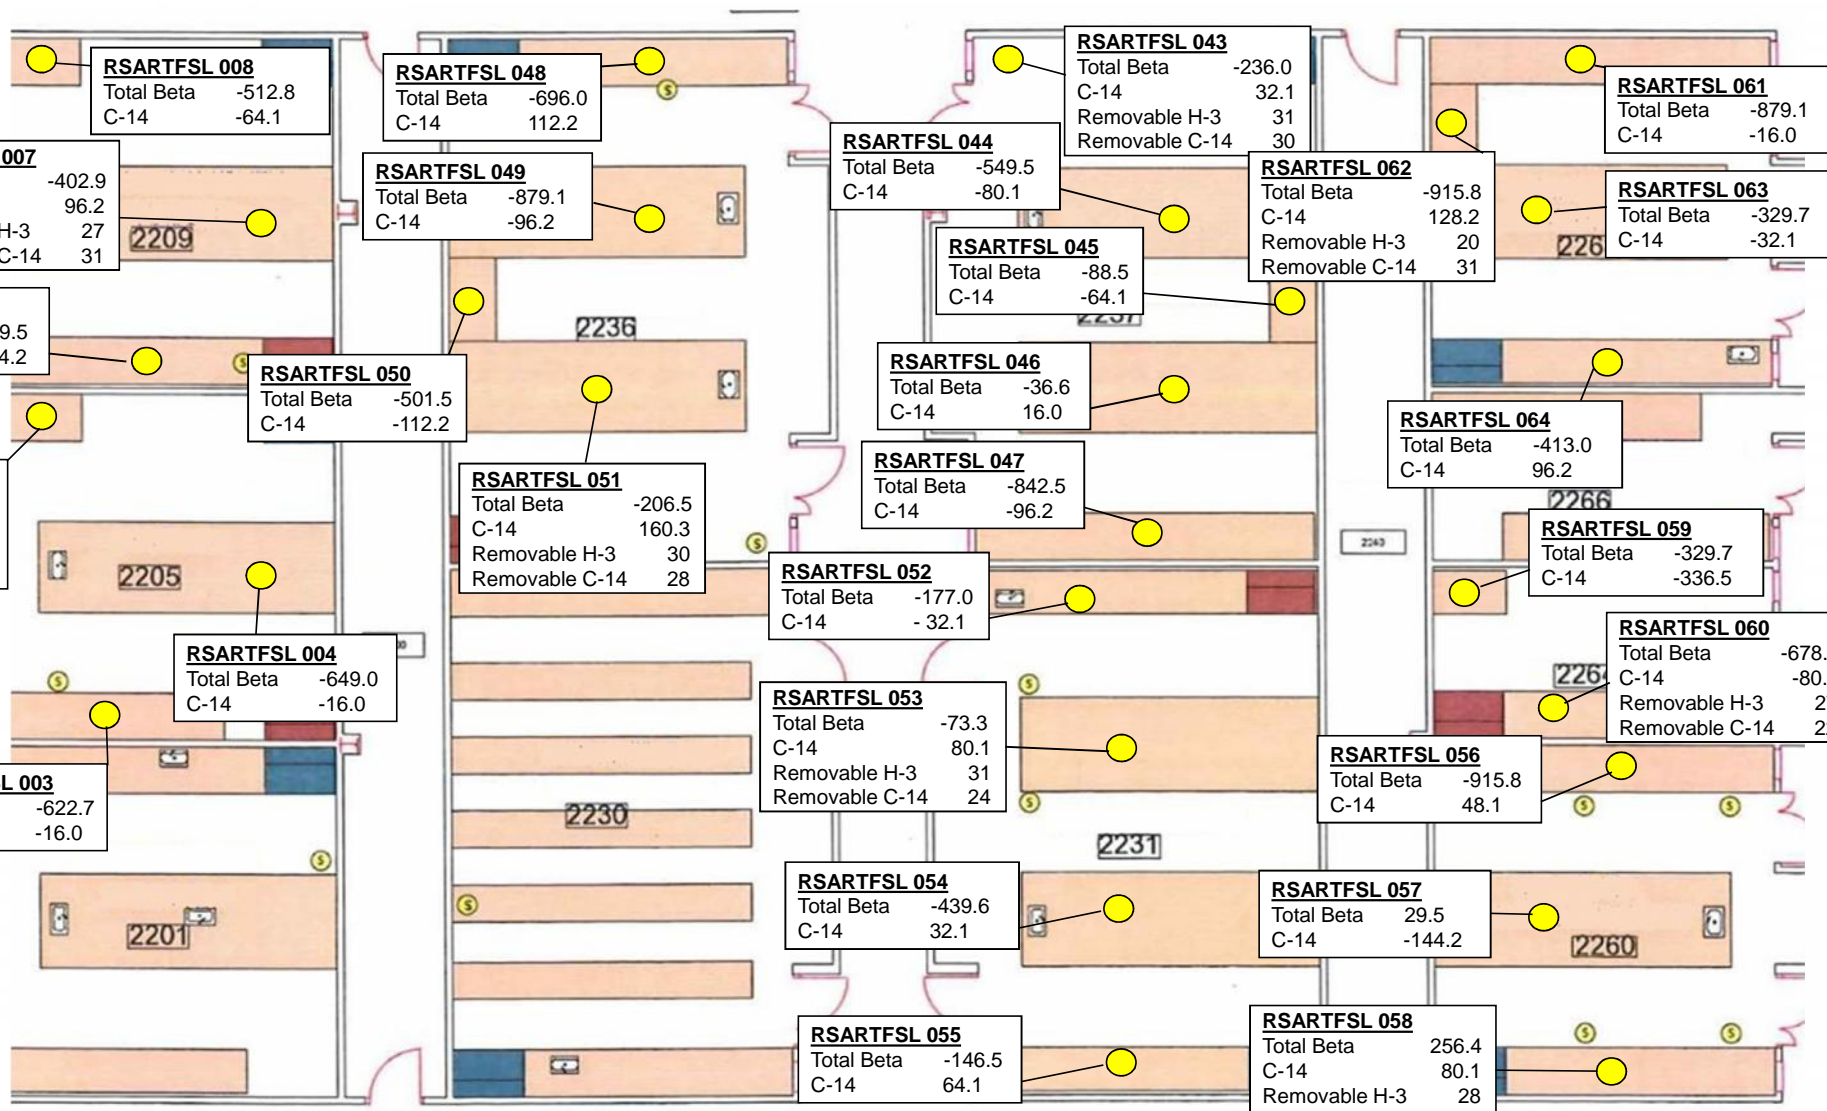 RSARTFSL 008
Total Beta -512.8
C-14 -64.1
RSARTFSL 048
Total Beta -696.0
C-14 112.2
RSARTFSL 043
Total Beta -236.0
C-14 32.1
Removable H-3 31
Removable C-14 30
RSARTFSL 061
Total Beta -879.1
C-14 -16.0
007
-402.9
96.2
H-3 27
C-14 31
2209
RSARTFSL 049
Total Beta -879.1
C-14 -96.2
RSARTFSL 044
Total Beta -549.5
C-14 -80.1
RSARTFSL 062
Total Beta -915.8
C-14 128.2
Removable H-3 20
Removable C-14 31
RSARTFSL 063
Total Beta -329.7
C-14 -32.1
226
RSARTFSL 045
Total Beta -88.5
C-14 -64.1
2237
2236
9.5
4.2
S
S
RSARTFSL 050
Total Beta -501.5
C-14 -112.2
RSARTFSL 046
Total Beta -36.6
C-14 16.0
RSARTFSL 064
Total Beta -413.0
C-14 96.2
RSARTFSL 051
Total Beta -206.5
C-14 160.3
Removable H-3 30
Removable C-14 28
RSARTFSL 047
Total Beta -842.5
C-14 -96.2
2266
2243
S
RSARTFSL 059
Total Beta -329.7
C-14 -336.5
2205
RSARTFSL 052
Total Beta -177.0
C-14 - 32.1
RSARTFSL 004
Total Beta -649.0
C-14 -16.0
RSARTFSL 060
Total Beta -678.
C-14 -80.
Removable H-3 2
Removable C-14 2
226
S
S
RSARTFSL 053
Total Beta -73.3
C-14 80.1
Removable H-3 31
Removable C-14 24
RSARTFSL 056
Total Beta -915.8
C-14 48.1
SL 003
-622.7
-16.0
S
S
S
2230
2231
S
RSARTFSL 054
Total Beta -439.6
C-14 32.1
RSARTFSL 057
Total Beta 29.5
C-14 -144.2
S
2201
2260
RSARTFSL 055
Total Beta -146.5
C-14 64.1
RSARTFSL 058
Total Beta 256.4
C-14 80.1
Removable H-3 28
S
S